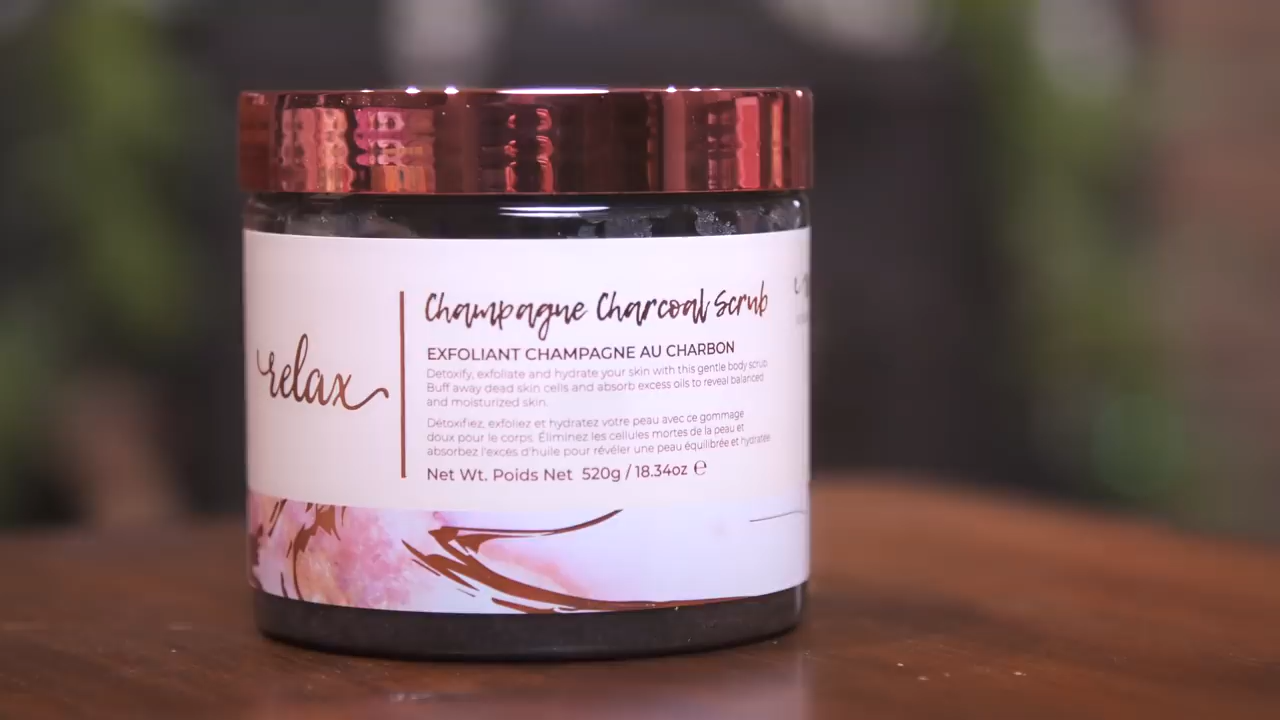 relax
Champagne Charcoal Scrub
EXFOLIANT CHAMPAGNE AU CHARBON
Detoxify, exfoliate and hydrate your skin with this gentle body scrub.
Buff away dead skin cells and absorb excess oils to reveal balanced
and moisturized skin.
Détoxifiez, exfoliez et hydratez votre peau avec ce gommage
doux pour le corps. Éliminez les cellules mortes de la peau et
absorbez l'excès d'huile pour révéler une peau équilibrée et hydratée.
Net Wt. Poids Net 520g / 18.34oz ℮